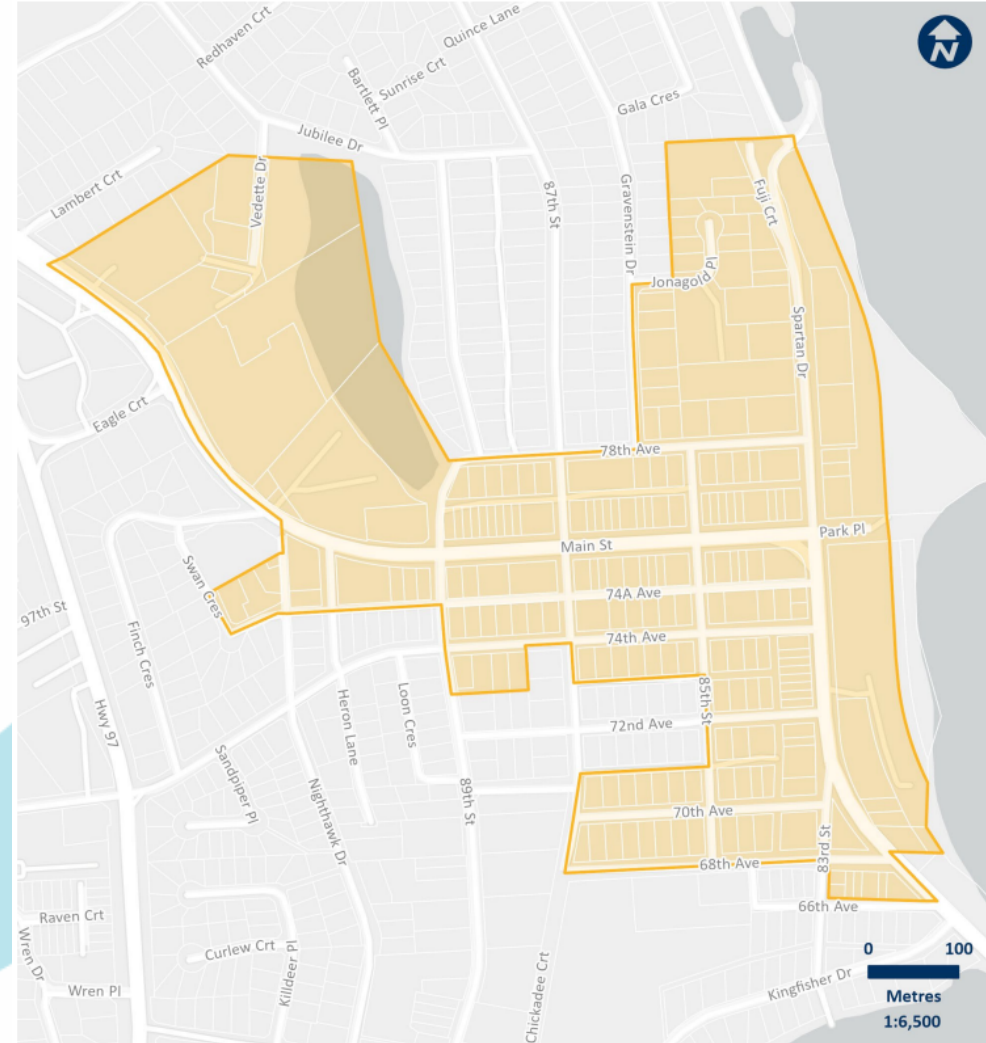 Redhaven Crt
Quince Lane
N
Sunrise Crt
Bartlett Pl
Gala Cres
Jubilee Dr
Lambert Crt
Vedette Dr
87th St
Gravenstein Dr
Fuji Crt
Jonagold Pl
Spartan Dr
Eagle Crt
78th Ave
Park Pl
Main St
Swan Cres
74A Ave
97th St
Finch Cres
74th Ave
Hwy 97
Heron Lane
Loon Cres
85th St
72nd Ave
Sandpiper Pl
Nighthawk Dr
89th St
70th Ave
83rd St
68th Ave
66th Ave
Raven Crt
Wren Dr
Curlew Crt
Killdeer Pl
Wren Pl
Chickadee Crt
Kingfisher Dr
0 100
Metres
1:6,500